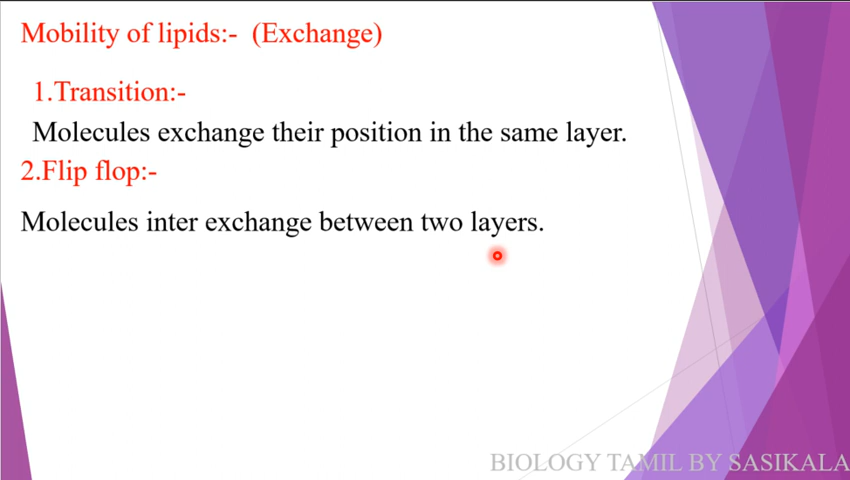 Mobility of lipids:- (Exchange)
1.Transition:-
Molecules exchange their position in the same layer.
2.Flip flop:-
Molecules inter exchange between two layers.
BIOLOGY TAMIL BY SASIKALA